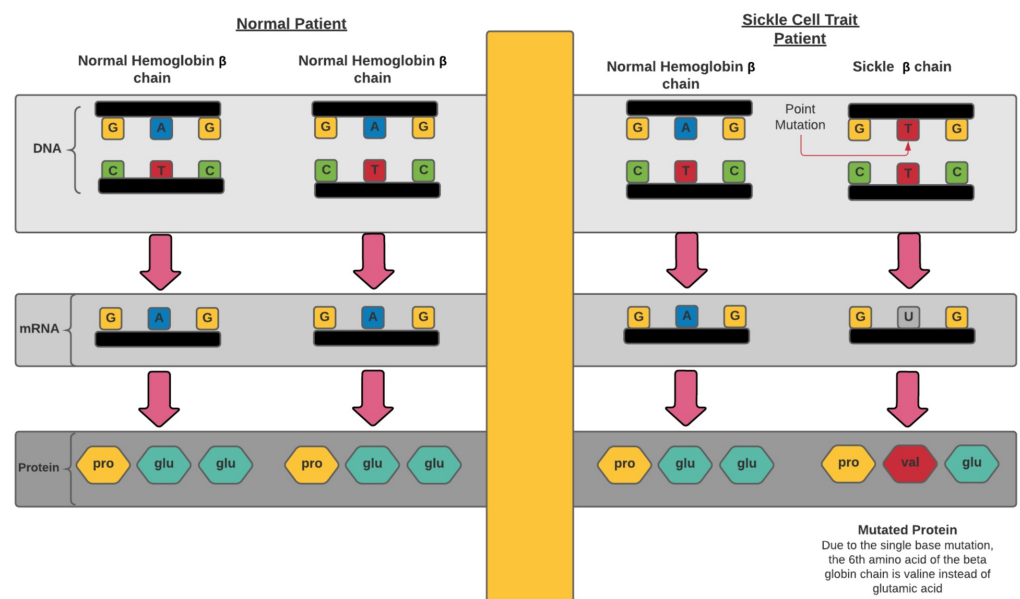 Normal Patient
Sickle Cell Trait
Patient
Normal Hemoglobin β
chain
Normal Hemoglobin β
chain
Normal Hemoglobin β
chain
Sickle β chain
DNA
G A G
C T C
G A G
C T C
G A G
C T C
Point
Mutation
G T G
C T C
mRNA
G A G
G A G
G A G
G U G
Protein
pro glu glu
pro glu glu
pro glu glu
pro val glu
Mutated Protein
Due to the single base mutation,
the 6th amino acid of the beta
globin chain is valine instead of
glutamic acid